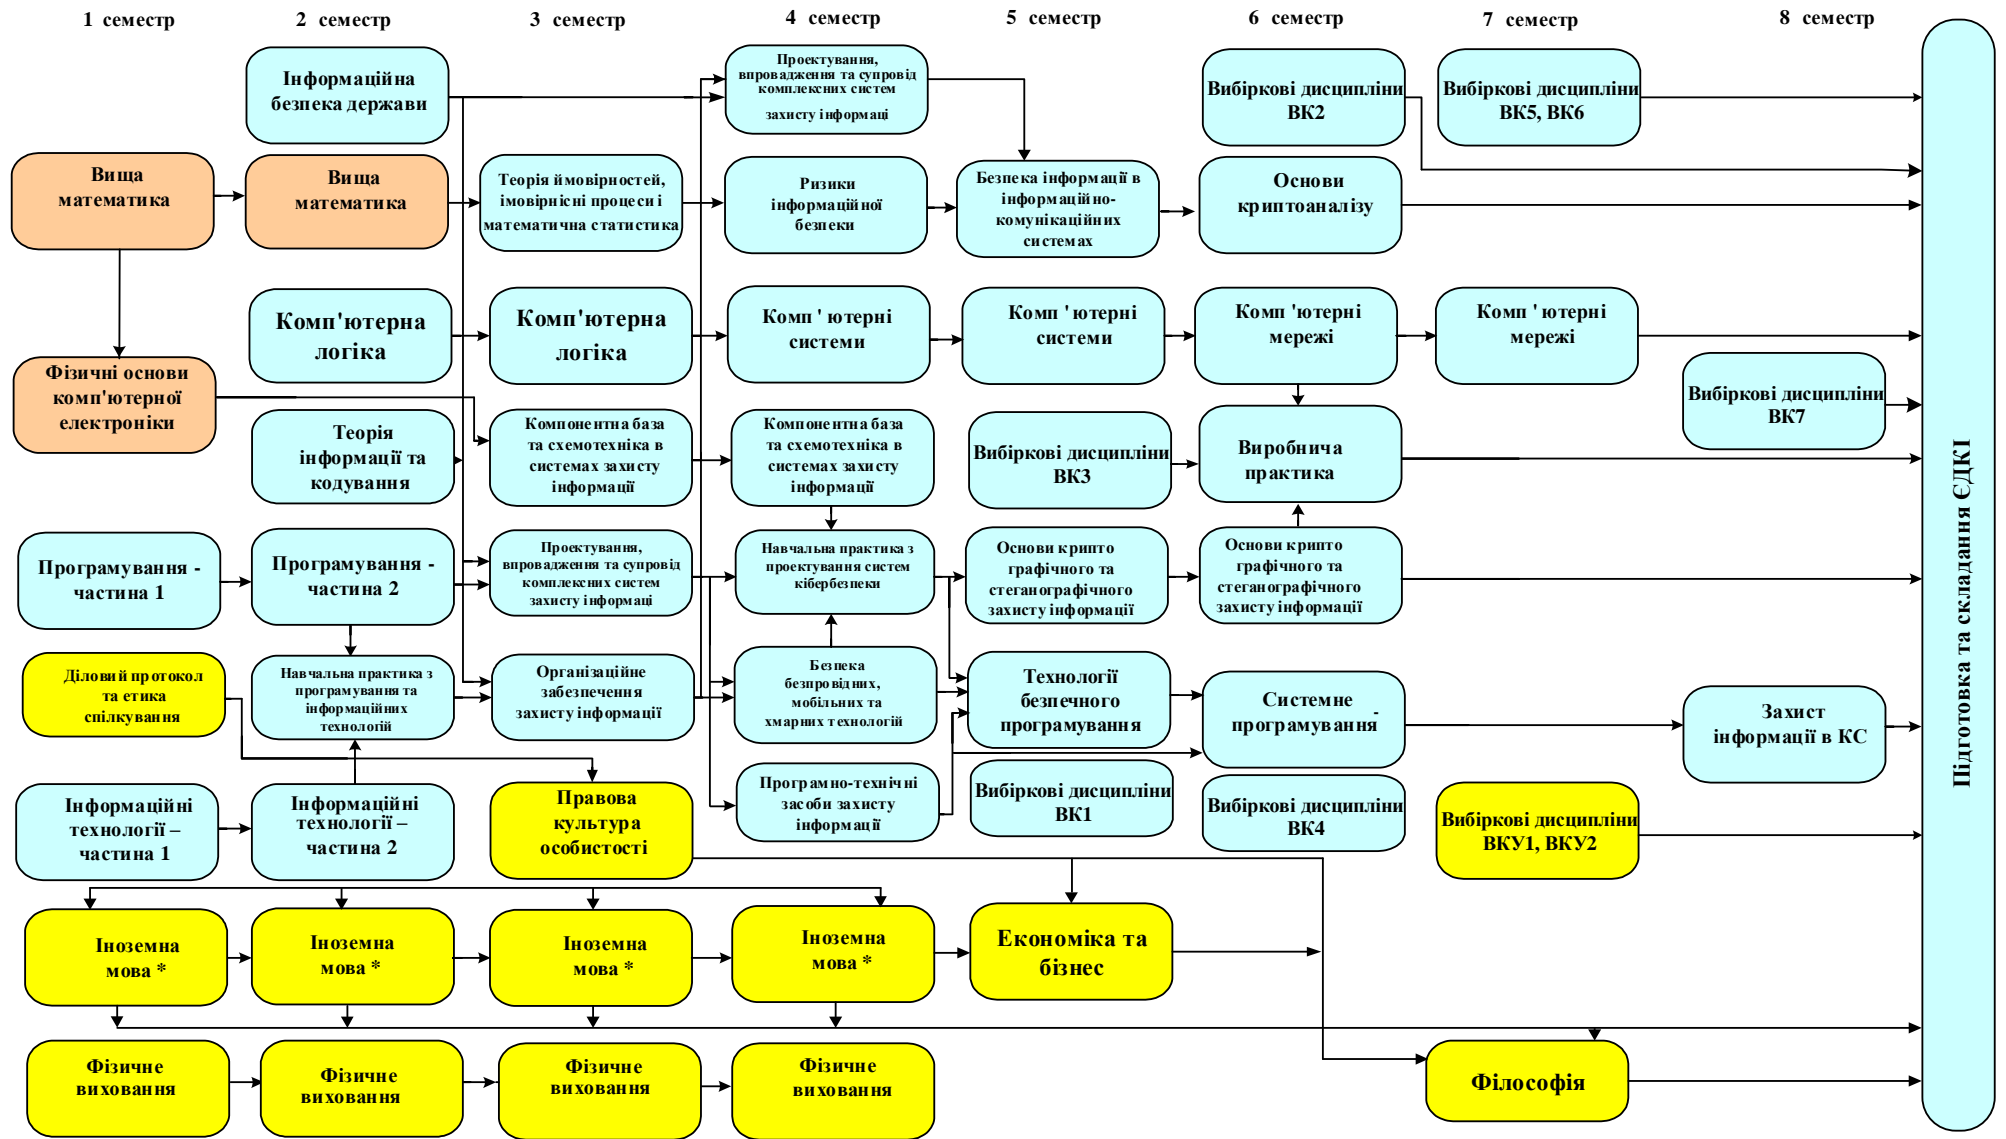 1 семестр
2 семестр
3 семестр
4 семестр
5 семестр
6 семестр
7 семестр
8 семестр
Інформаційна
безпека держави
Проектування,
впровадження та супровід
комплексних систем
захисту інформаці
Вибіркові дисципліни
ВК2
Вибіркові дисципліни
ВК5, ВК6
Вища
математика
Вища
математика
Теорія ймовірностей,
імовірнісні процеси і
математична статистика
Ризики
інформаційної
безпеки
Безпека інформації в
інформаційно-
комунікаційних
системах
Основи
криптоаналізу
Комп'ютерна
логіка
Комп'ютерна
логіка
Комп ' ютерні
системи
Комп 'ютерні
системи
Комп 'ютерні
мережі
Комп 'ютерні
мережі
Фізичні основи
комп'ютерної
електроніки
Теорія
інформації та
кодування
Компонентна база
та схемотехніка в
системах захисту
інформації
Компонентна база
та схемотехніка в
системах захисту
інформації
Вибіркові дисципліни
ВК3
Виробнича
практика
Вибіркові дисципліни
ВК7
Програмування -
частина 1
Програмування -
частина 2
Проектування,
впровадження та супровід
комплексних систем
захисту інформаці
Навчальна практика з
проектування систем
кібербезпеки
Основи крипто
графічного та
стеганографічного
захисту інформації
Основи крипто
графічного та
стеганографічного
захисту інформації
Діловий протокол
та етика
спілкування
Навчальна практика з
програмування та
інформаційних
технологій
Організаційне
забезпечення
захисту інформації
Безпека
безпровідних,
мобільних та
хмарних технологій
Технології
безпечного
програмування
Системне
програмування -
Захист
інформації в КС
Інформаційні
технології –
частина 1
Інформаційні
технології –
частина 2
Правова
культура
особистості
Програмно-технічні
засоби захисту
інформації
Вибіркові дисципліни
ВК1
Вибіркові дисципліни
ВК4
Вибіркові дисципліни
ВКУ1, ВКУ2
Іноземна
мова *
Іноземна
мова *
Іноземна
мова *
Іноземна
мова *
Економіка та
бізнес
Фізичне
виховання
Фізичне
виховання
Фізичне
виховання
Фізичне
виховання
Філософія
Підготовка та складання ЄДКІ